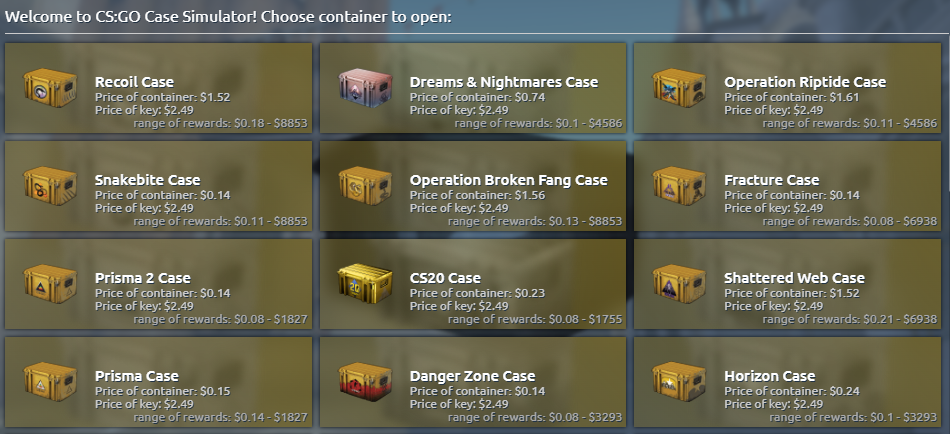 Welcome to CS:GO Case Simulator! Choose container to open:
Recoil Case
Price of container: $1.52
Price of key: $2.49
range of rewards: $0.18 - $8853
Dreams & Nightmares Case
Price of container: $0.74
Price of key: $2.49
range of rewards: $0.1 - $4586
Operation Riptide Case
Price of container: $1.61
Price of key: $2.49
range of rewards: $0.11 - $4586
Snakebite Case
Price of container: $0.14
Price of key: $2.49
range of rewards: $0.11 - $8853
Operation Broken Fang Case
Price of container: $1.56
Price of key: $2.49
range of rewards: $0.13 - $8853
Fracture Case
Price of container: $0.14
Price of key: $2.49
range of rewards: $0.08 - $6938
Prisma 2 Case
Price of container: $0.14
Price of key: $2.49
range of rewards: $0.08 - $1827
CS20 Case
Price of container: $0.23
Price of key: $2.49
range of rewards: $0.08 - $1755
Shattered Web Case
Price of container: $1.52
Price of key: $2.49
range of rewards: $0.21 - $6938
Prisma Case
Price of container: $0.15
Price of key: $2.49
range of rewards: $0.14 - $1827
Danger Zone Case
Price of container: $0.14
Price of key: $2.49
range of rewards: $0.08 - $3293
Horizon Case
Price of container: $0.24
Price of key: $2.49
range of rewards: $0.1 - $3293